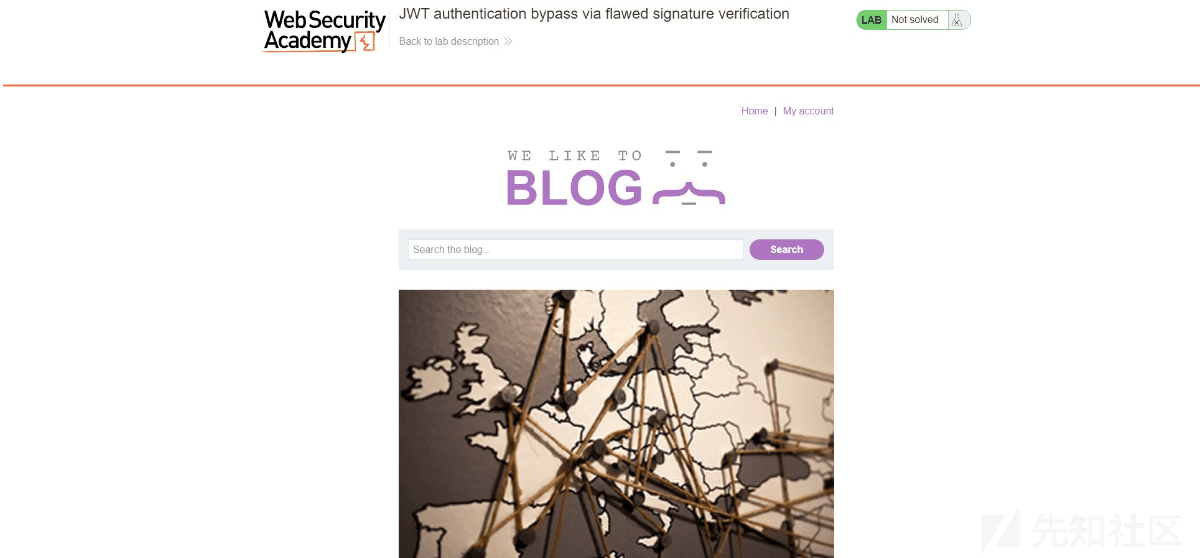 Web Security
Academy
JWT authentication bypass via flawed signature verification
Back to lab description >>
LAB Not solved
Home | My account
WE LIKE TO
BLOG
Search the blog...
Search
先知社区